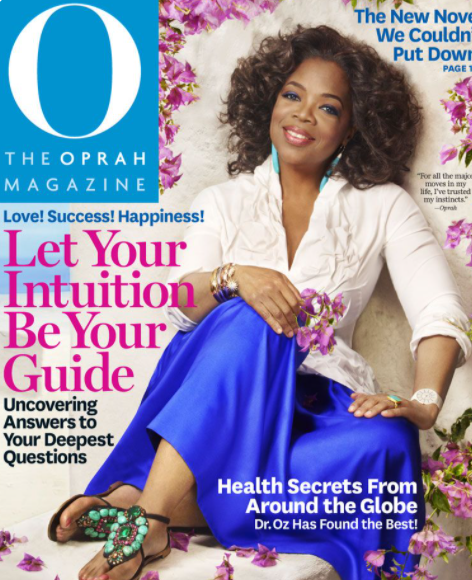 The New Nove
We Couldn'
Put Down
PAGE 1
O
THE OPRAH
MAGAZINE
"For all the major
moves in my
life, I've trusted
my instincts."
—Oprah
Love! Success! Happiness!
Let Your
Intuition
Be Your
Guide
Uncovering
Answers to
Your Deepest
Questions
Health Secrets From
Around the Globe
Dr. Oz Has Found the Best!